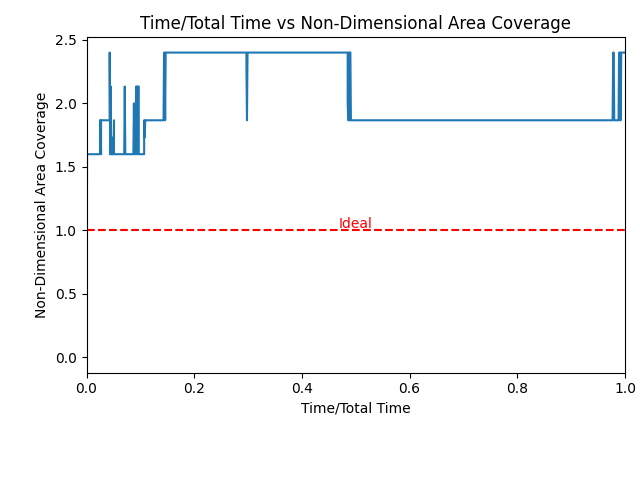 Time/Total Time vs Non-Dimensional Area Coverage
Non-Dimensional Area Coverage
2.5
2.0
1.5
1.0
0.5
0.0
Ideal
0.0 0.2 0.4 0.6 0.8 1.0
Time/Total Time